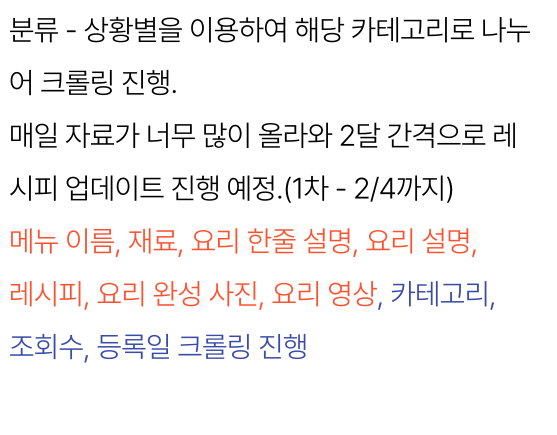 분류 - 상황별을 이용하여 해당 카테고리로 나누
어 크롤링 진행.
매일 자료가 너무 많이 올라와 2달 간격으로 레
시피 업데이트 진행 예정.(1차 - 2/4까지)
메뉴 이름, 재료, 요리 한줄 설명, 요리 설명,
레시피, 요리 완성 사진, 요리 영상, 카테고리,
조회수, 등록일 크롤링 진행